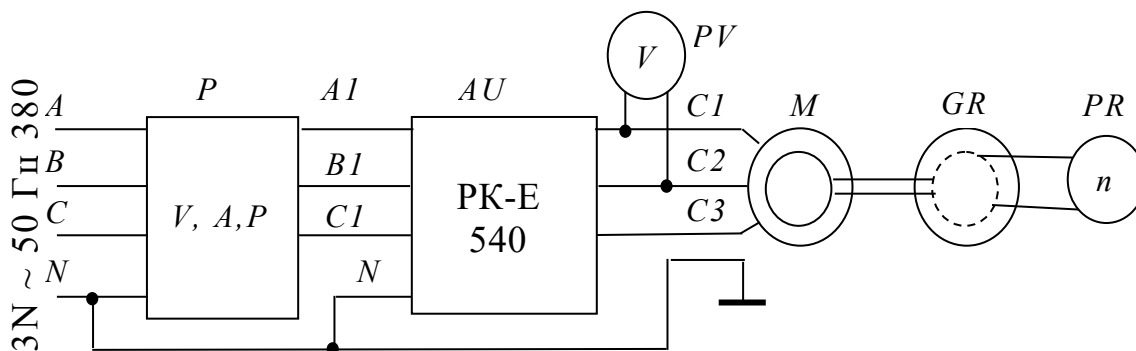 3N ~ 50 Гц 380
A
B
C
N
P
V, A,P
A1
B1
C1
N
AU
РК-Е
540
V
PV
C1
C2
C3
M
GR
PR
n